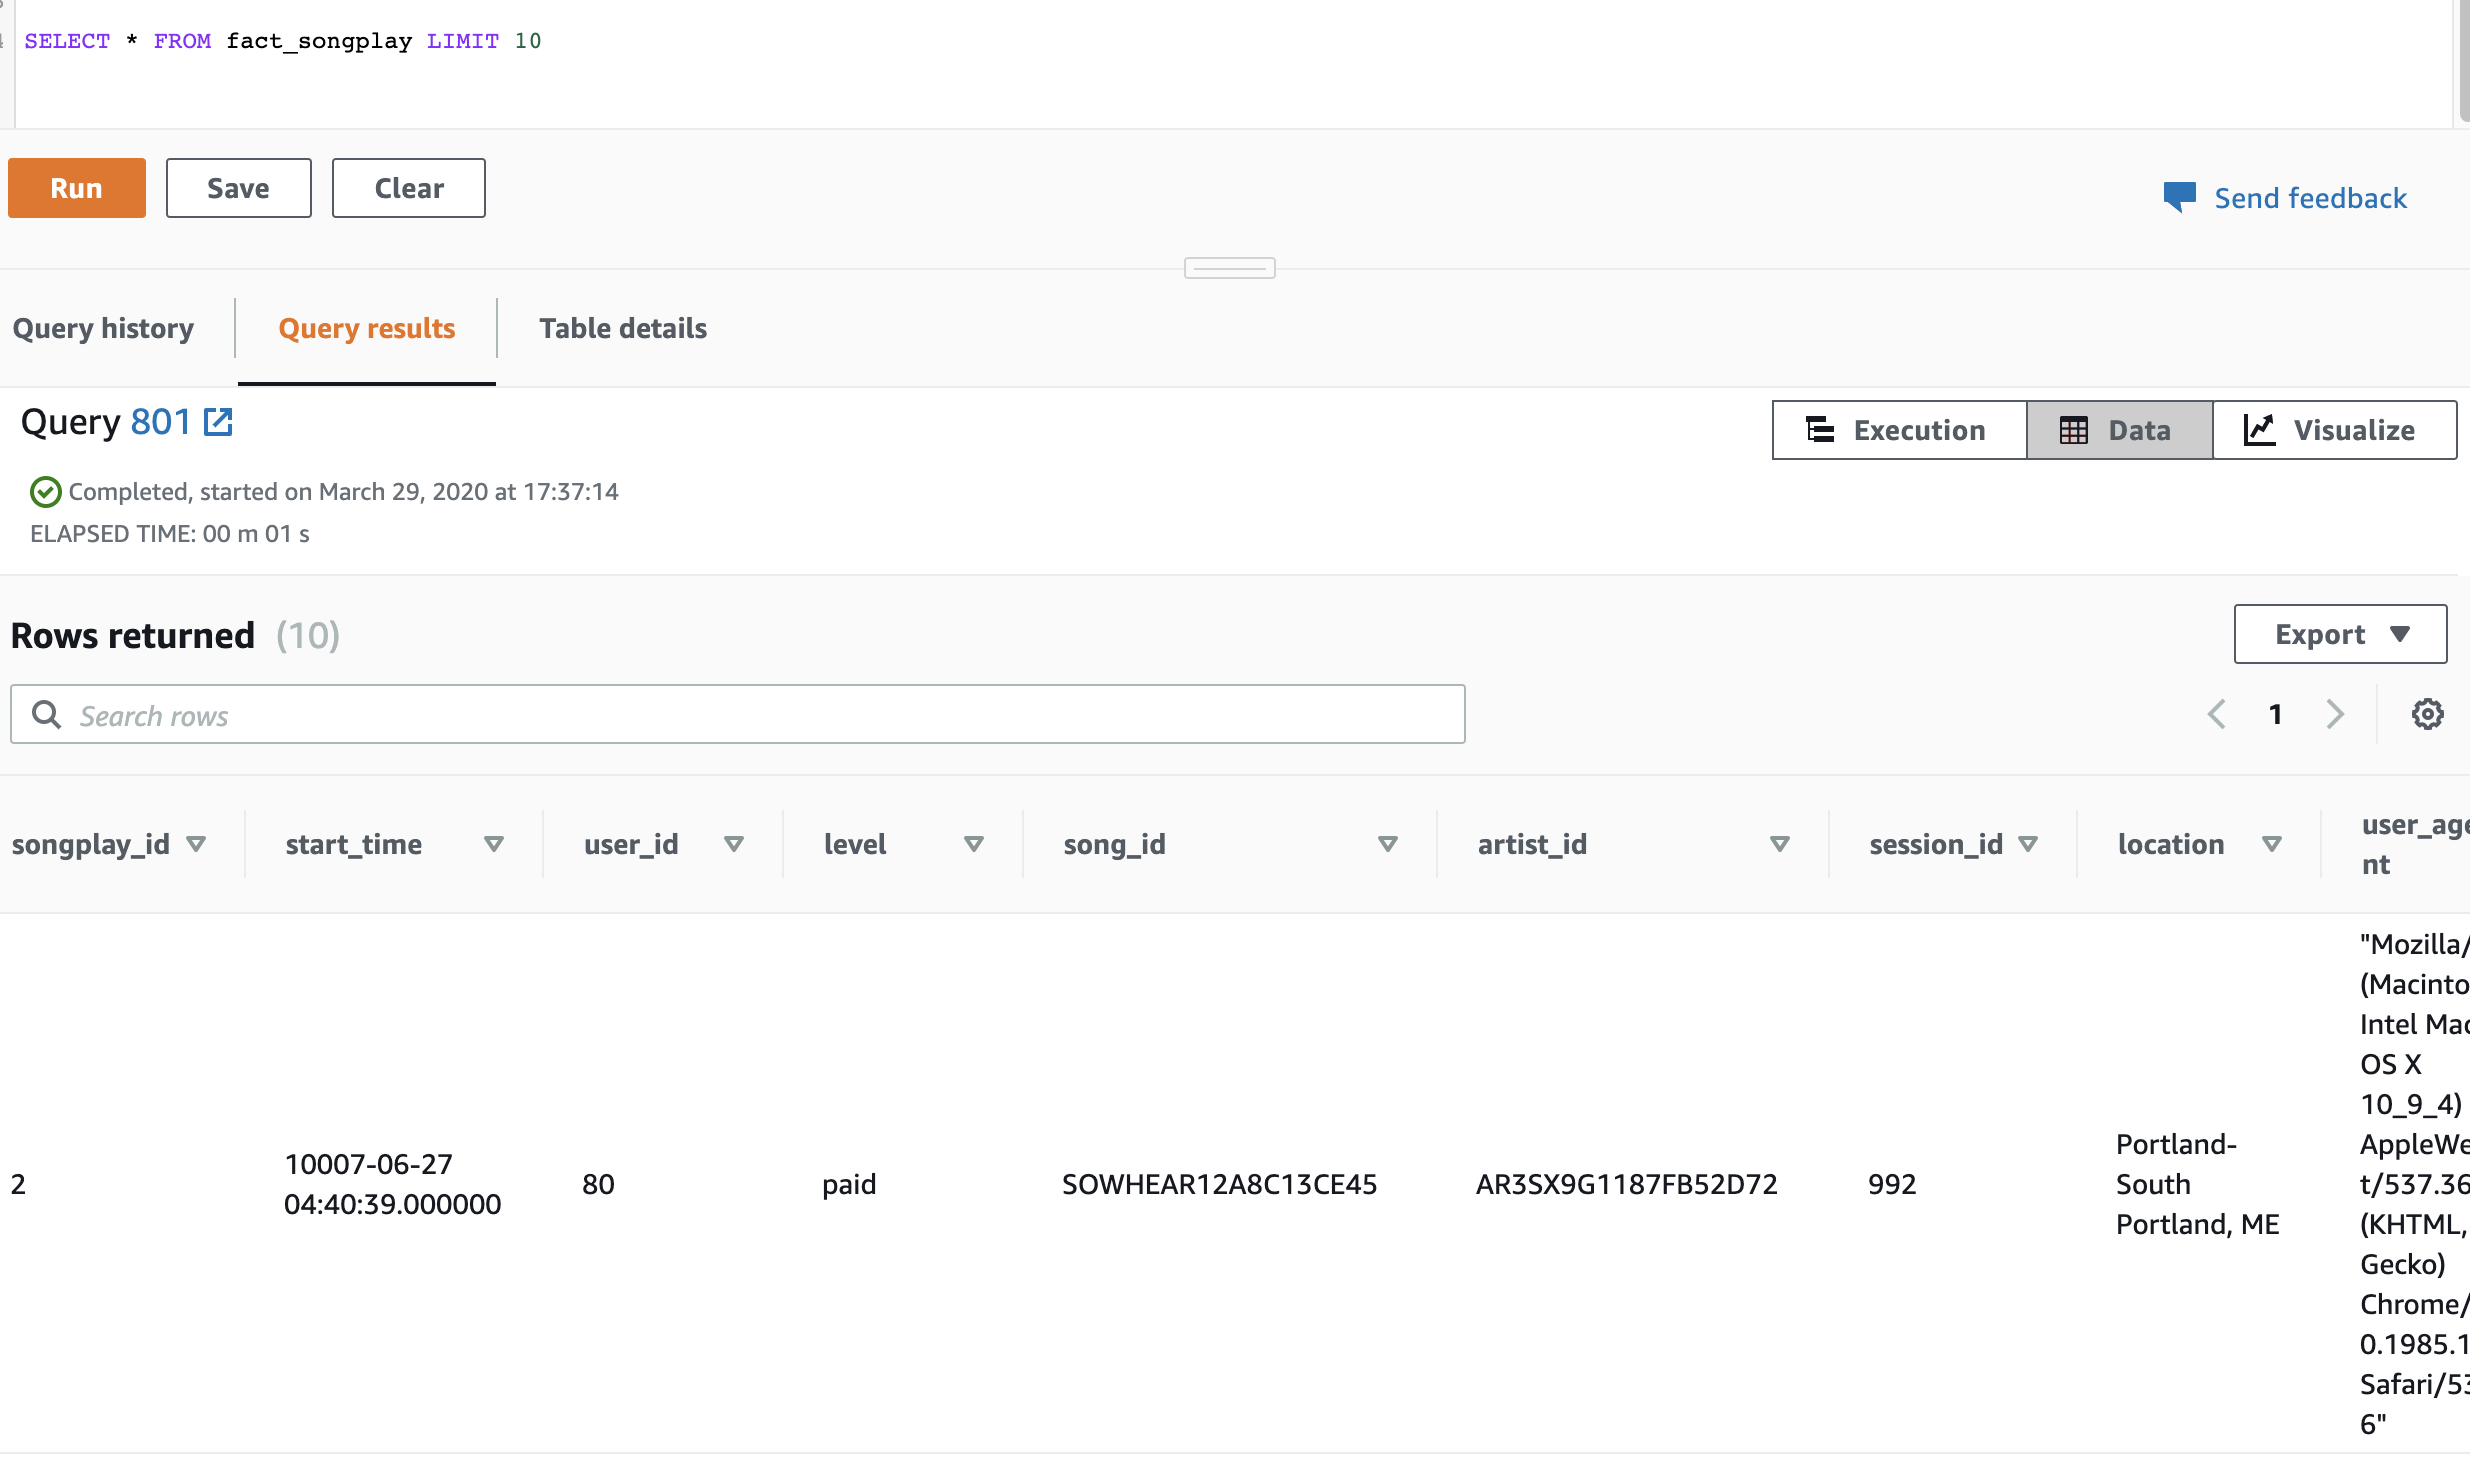 SELECT * FROM fact_songplay LIMIT 10
Run Save Clear
Send feedback
Query history Query results Table details
Query 801
Execution Data Visualize
Completed, started on March 29, 2020 at 17:37:14
ELAPSED TIME: 00 m 01 s
Rows returned (10)
Export
Search rows
1
songplay_id start_time user_id level song_id artist_id session_id location user_age
nt
2
10007-06-27
04:40:39.000000
80
paid
SOWHEAR12A8C13CE45
AR3SX9G1187FB52D72
992
Portland-
South
Portland, ME
"Mozilla/
(Macinto
Intel Mac
OS X
10_9_4)
AppleWe
t/537.36
(KHTML,
Gecko)
Chrome/
0.1985.1
Safari/53
6"